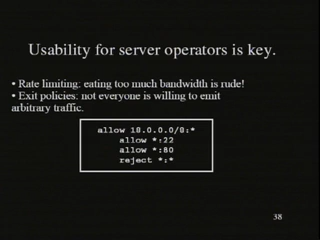 Usability for server operators is key.
• Rate limiting: eating too much bandwidth is rude!
• Exit policies: not everyone is willing to emit
arbitrary traffic.
allow 18.0.0.0/8:*
allow *:22
allow *:80
reject *:*
38